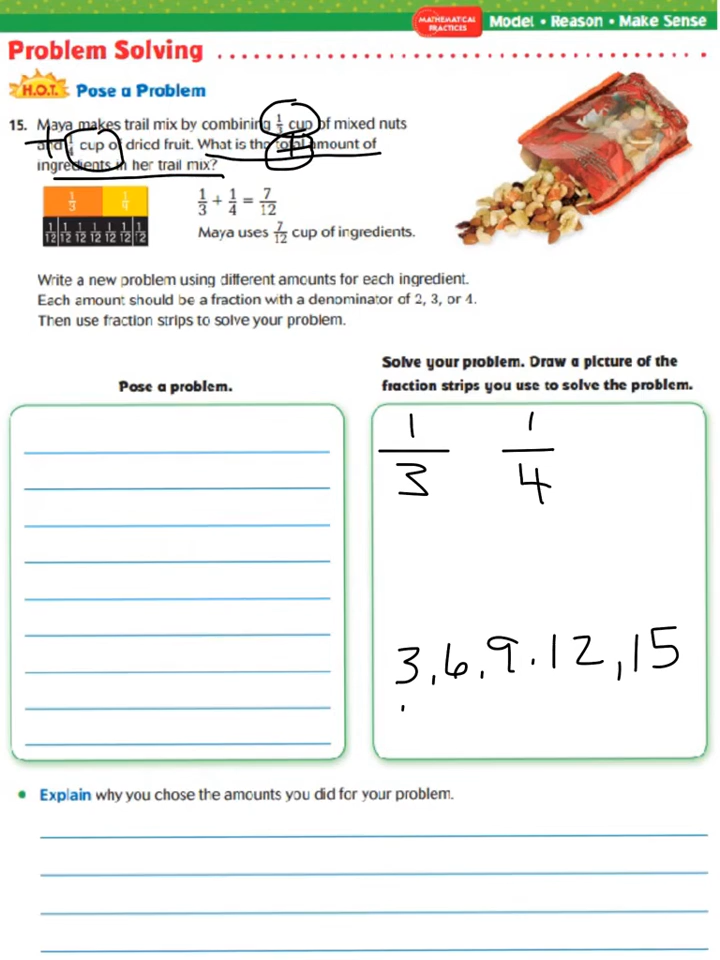 MATHEMATICAL
PRACTICES
Model • Reason • Make Sense
Problem Solving
H.O.T. Pose a Problem
15. Maya makes trail mix by combining 1/3 cup of mixed nuts
and 1/4 cup of dried fruit. What is the total amount of
ingredients in her trail mix?
1/3 1/4
1/12 1/12 1/12 1/12 1/12 1/12 1/12
1/3 + 1/4 = 7/12
Maya uses 7/12 cup of ingredients.
Write a new problem using different amounts for each ingredient.
Each amount should be a fraction with a denominator of 2, 3, or 4.
Then use fraction strips to solve your problem.
Pose a problem.
Solve your problem. Draw a picture of the
fraction strips you use to solve the problem.
1/3 1/4
3, 6, 9, 12, 15
• Explain why you chose the amounts you did for your problem.